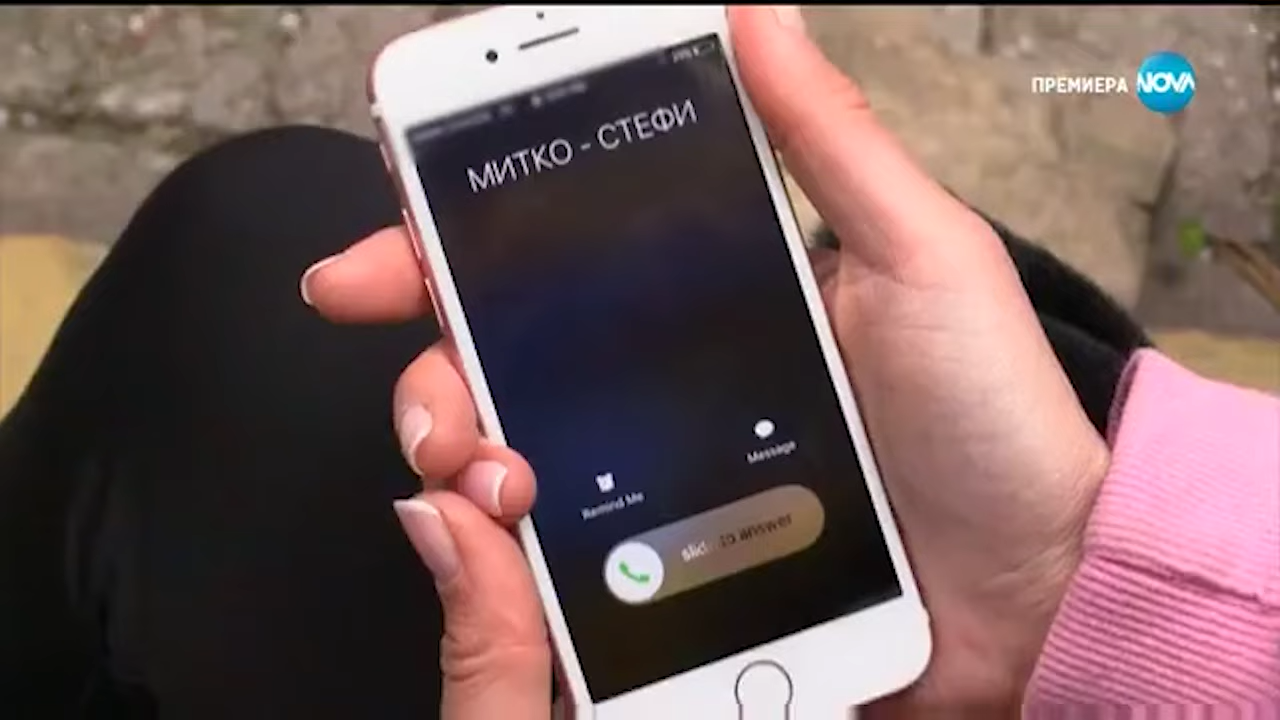 ПРЕМИЕРА NOVA
МИТКО - СТЕФИ
Message
Remind Me
slide to answer